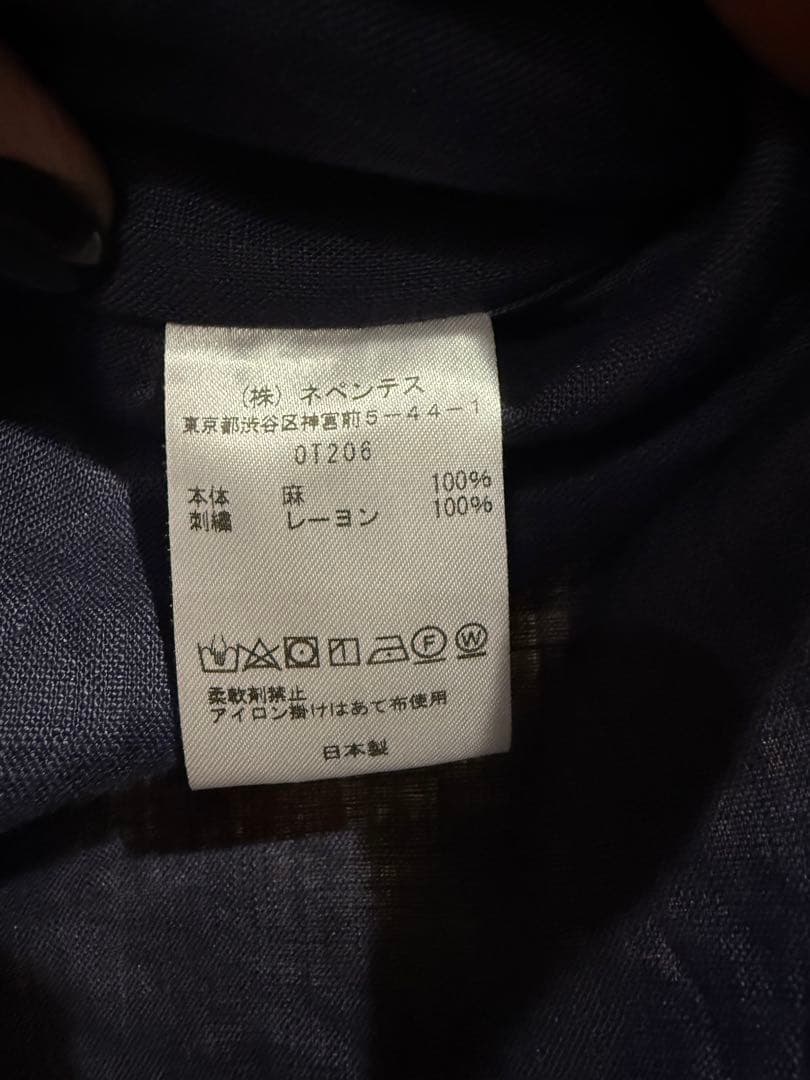 （株）ネペンテス
東京都渋谷区神宮前5-44-1
0T206
本体 麻 100%
刺繍 レーヨン 100%
F W
柔軟剤禁止
アイロン掛けはあて布使用
日本製